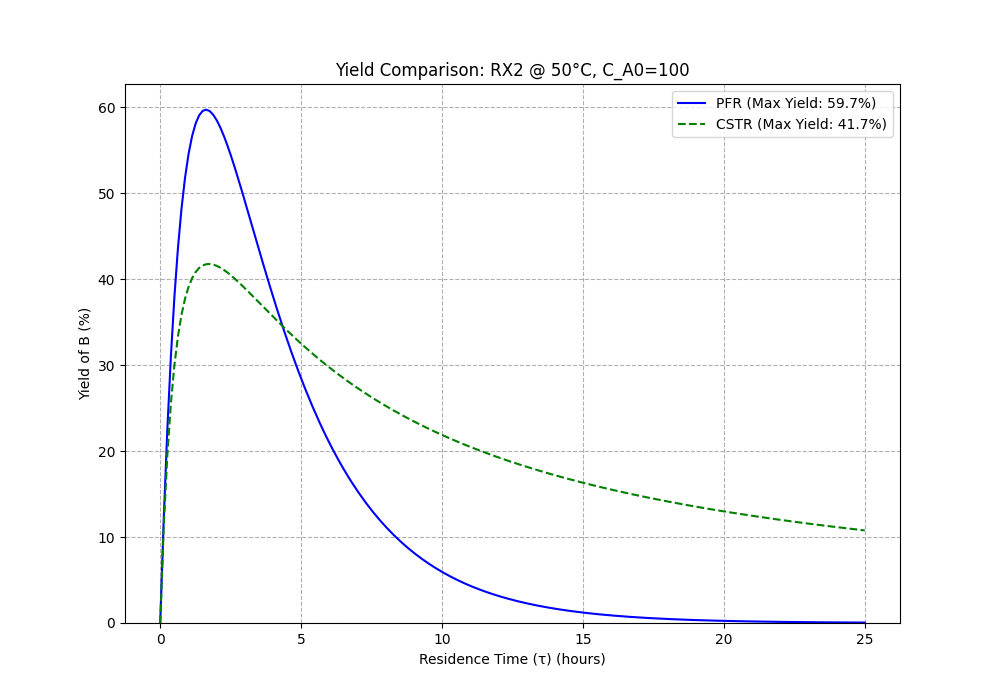 Yield Comparison: RX2 @ 50°C, C_A0=100
PFR (Max Yield: 59.7%)
CSTR (Max Yield: 41.7%)
Yield of B (%)
60
50
40
30
20
10
0
0 5 10 15 20 25
Residence Time (τ) (hours)